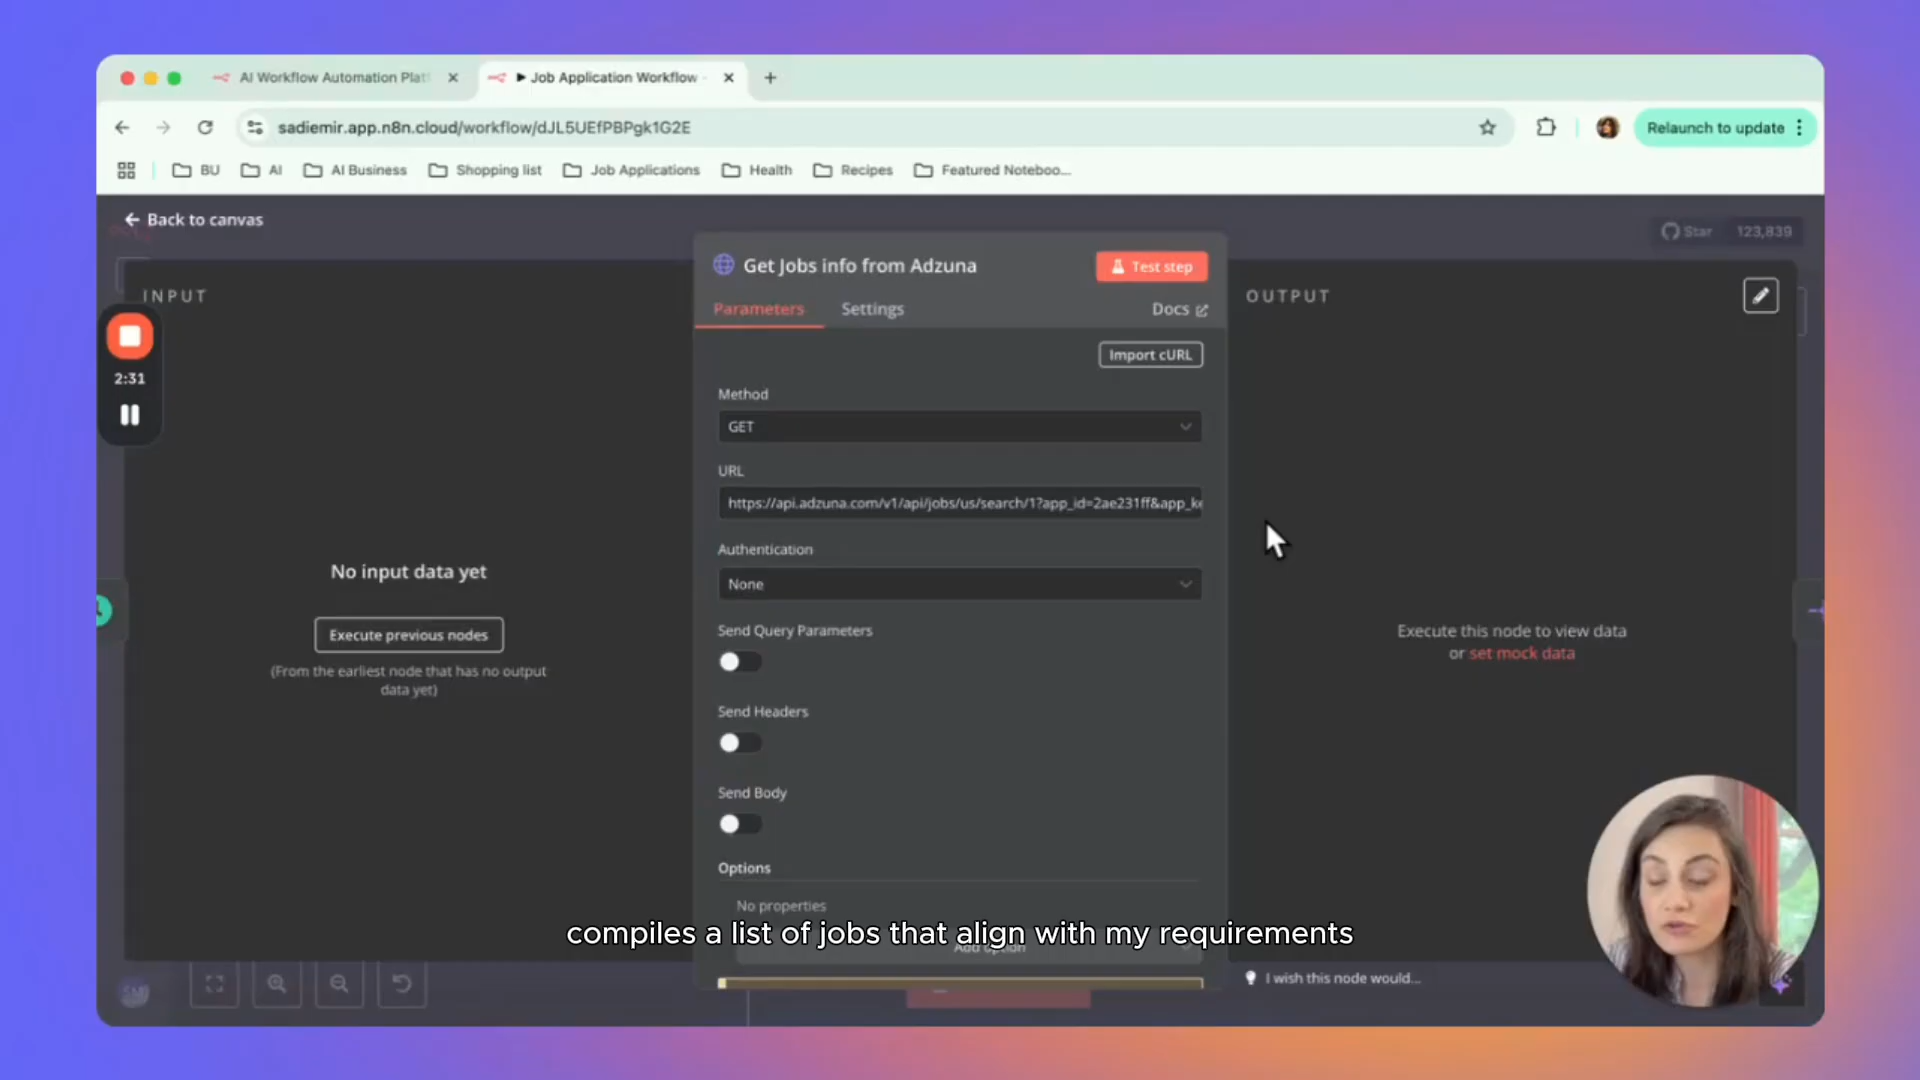 AI Workflow Automation Plat
Job Application Workflow -
sadiemir.app.n8n.cloud/workflow/dJL5UEfPBPgk1G2E
Relaunch to update
BU
AI
AI Business
Shopping list
Job Applications
Health
Recipes
Featured Noteboo...
Back to canvas
Star 123,839
INPUT
2:31
No input data yet
Execute previous nodes
(From the earliest node that has no output
data yet)
Get Jobs info from Adzuna
Test step
Parameters
Settings
Docs
Import cURL
Method
GET
URL
https://api.adzuna.com/v1/api/jobs/us/search/1?app_id=2ae231ff&app_ke
Authentication
None
Send Query Parameters
Send Headers
Send Body
Options
No properties
Add option
compiles a list of jobs that align with my requirements
OUTPUT
Execute this node to view data
or set mock data
I wish this node would...
SM